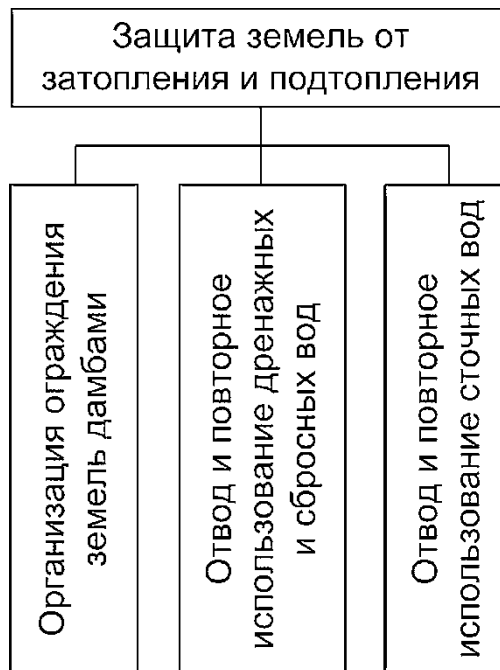 Защита земель от
затопления и подтопления
Организация ограждения
земель дамбами
Отвод и повторное
использование дренажных
и сбросных вод
Отвод и повторное
использование сточных вод